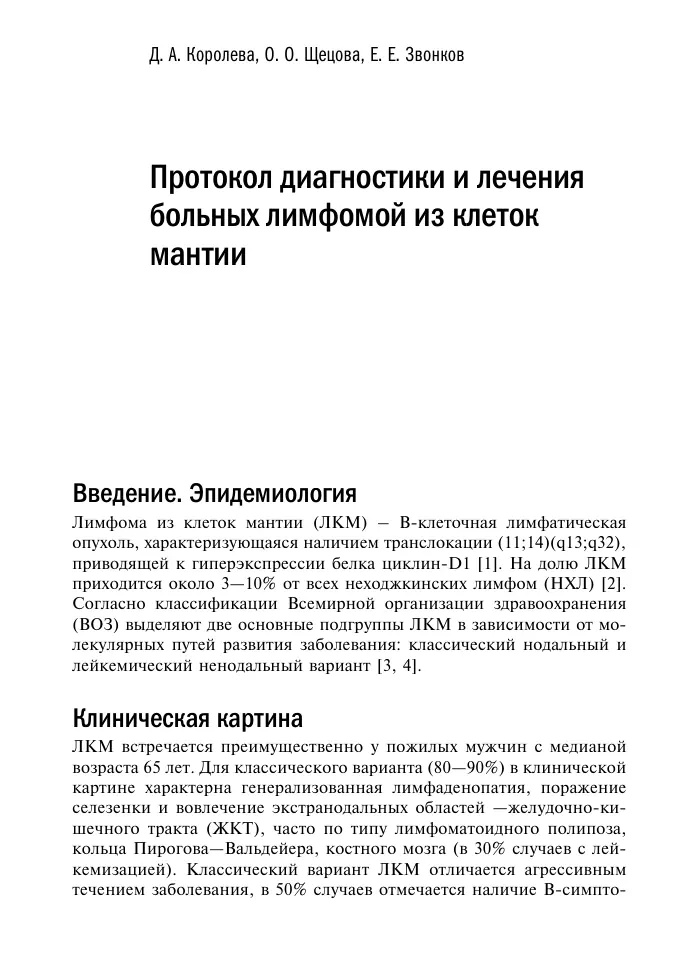 Д. А. Королева, О. О. Щецова, Е. Е. Звонков
Протокол диагностики и лечения
больных лимфомой из клеток
мантии
Введение. Эпидемиология
Лимфома из клеток мантии (ЛКМ) — В-клеточная лимфатическая
опухоль, характеризующаяся наличием транслокации (11;14)(q13;q32),
приводящей к гиперэкспрессии белка циклин-D1 [1]. На долю ЛКМ
приходится около 3—10% от всех неходжкинских лимфом (НХЛ) [2].
Согласно классификации Всемирной организации здравоохранения
(ВОЗ) выделяют две основные подгруппы ЛКМ в зависимости от мо-
лекулярных путей развития заболевания: классический нодальный и
лейкемический ненодальный вариант [3, 4].
Клиническая картина
ЛКМ встречается преимущественно у пожилых мужчин с медианой
возраста 65 лет. Для классического варианта (80—90%) в клинической
картине характерна генерализованная лимфаденопатия, поражение
селезенки и вовлечение экстранодальных областей —желудочно-ки-
шечного тракта (ЖКТ), часто по типу лимфоматоидного полипоза,
кольца Пирогова—Вальдейера, костного мозга (в 30% случаев с лей-
кемизацией). Классический вариант ЛКМ отличается агрессивным
течением заболевания, в 50% случаев отмечается наличие В-симпто-